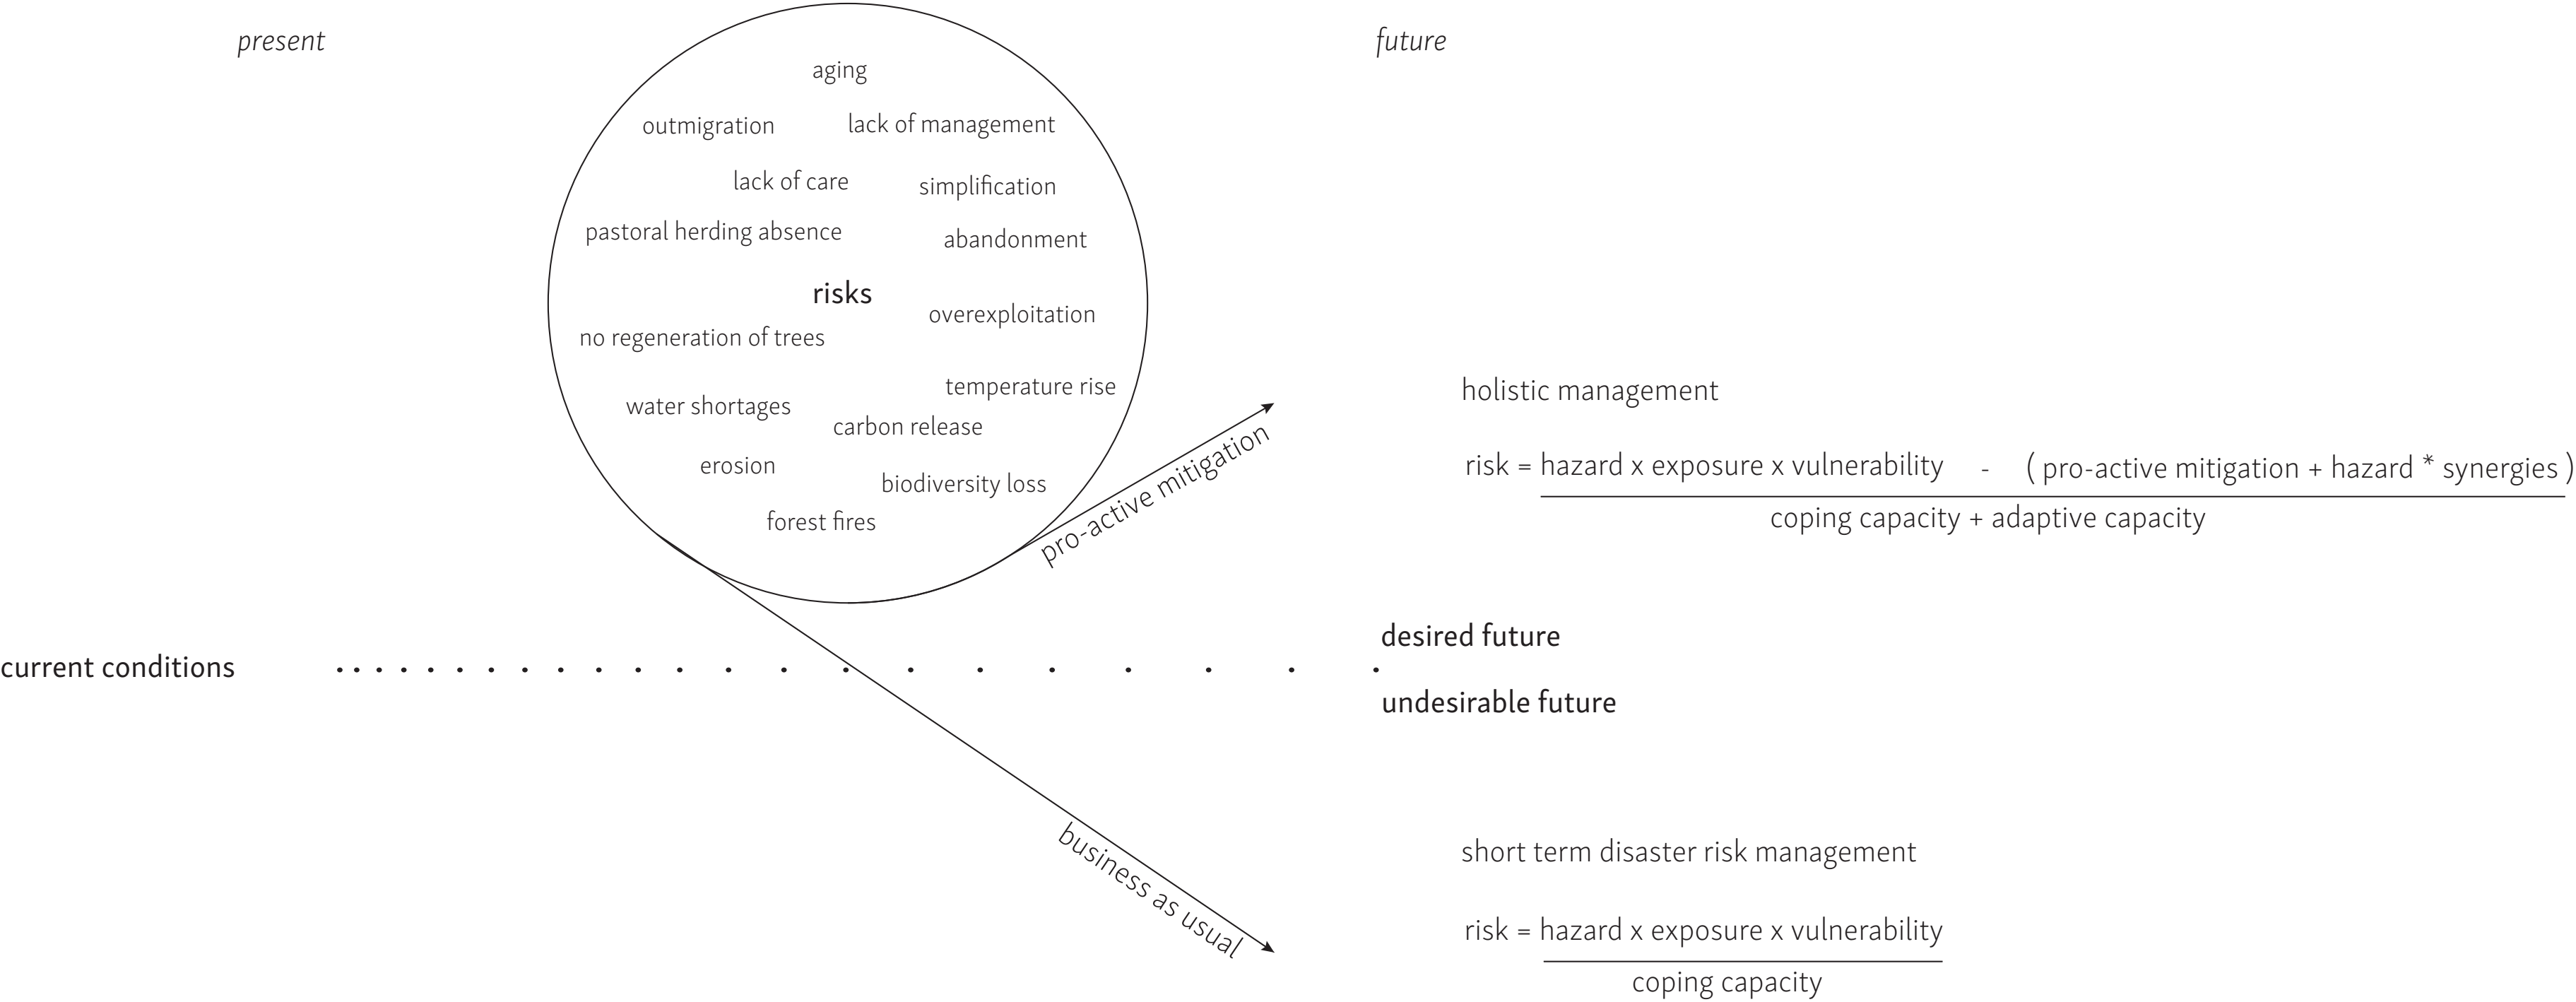 present
future
aging
outmigration
lack of management
lack of care
simplification
pastoral herding absence
abandonment
risks
overexploitation
no regeneration of trees
temperature rise
water shortages
carbon release
erosion
biodiversity loss
forest fires
pro-active mitigation
holistic management
risk = hazard x exposure x vulnerability - ( pro-active mitigation + hazard * synergies )
coping capacity + adaptive capacity
current conditions
desired future
undesirable future
business as usual
short term disaster risk management
risk = hazard x exposure x vulnerability
coping capacity